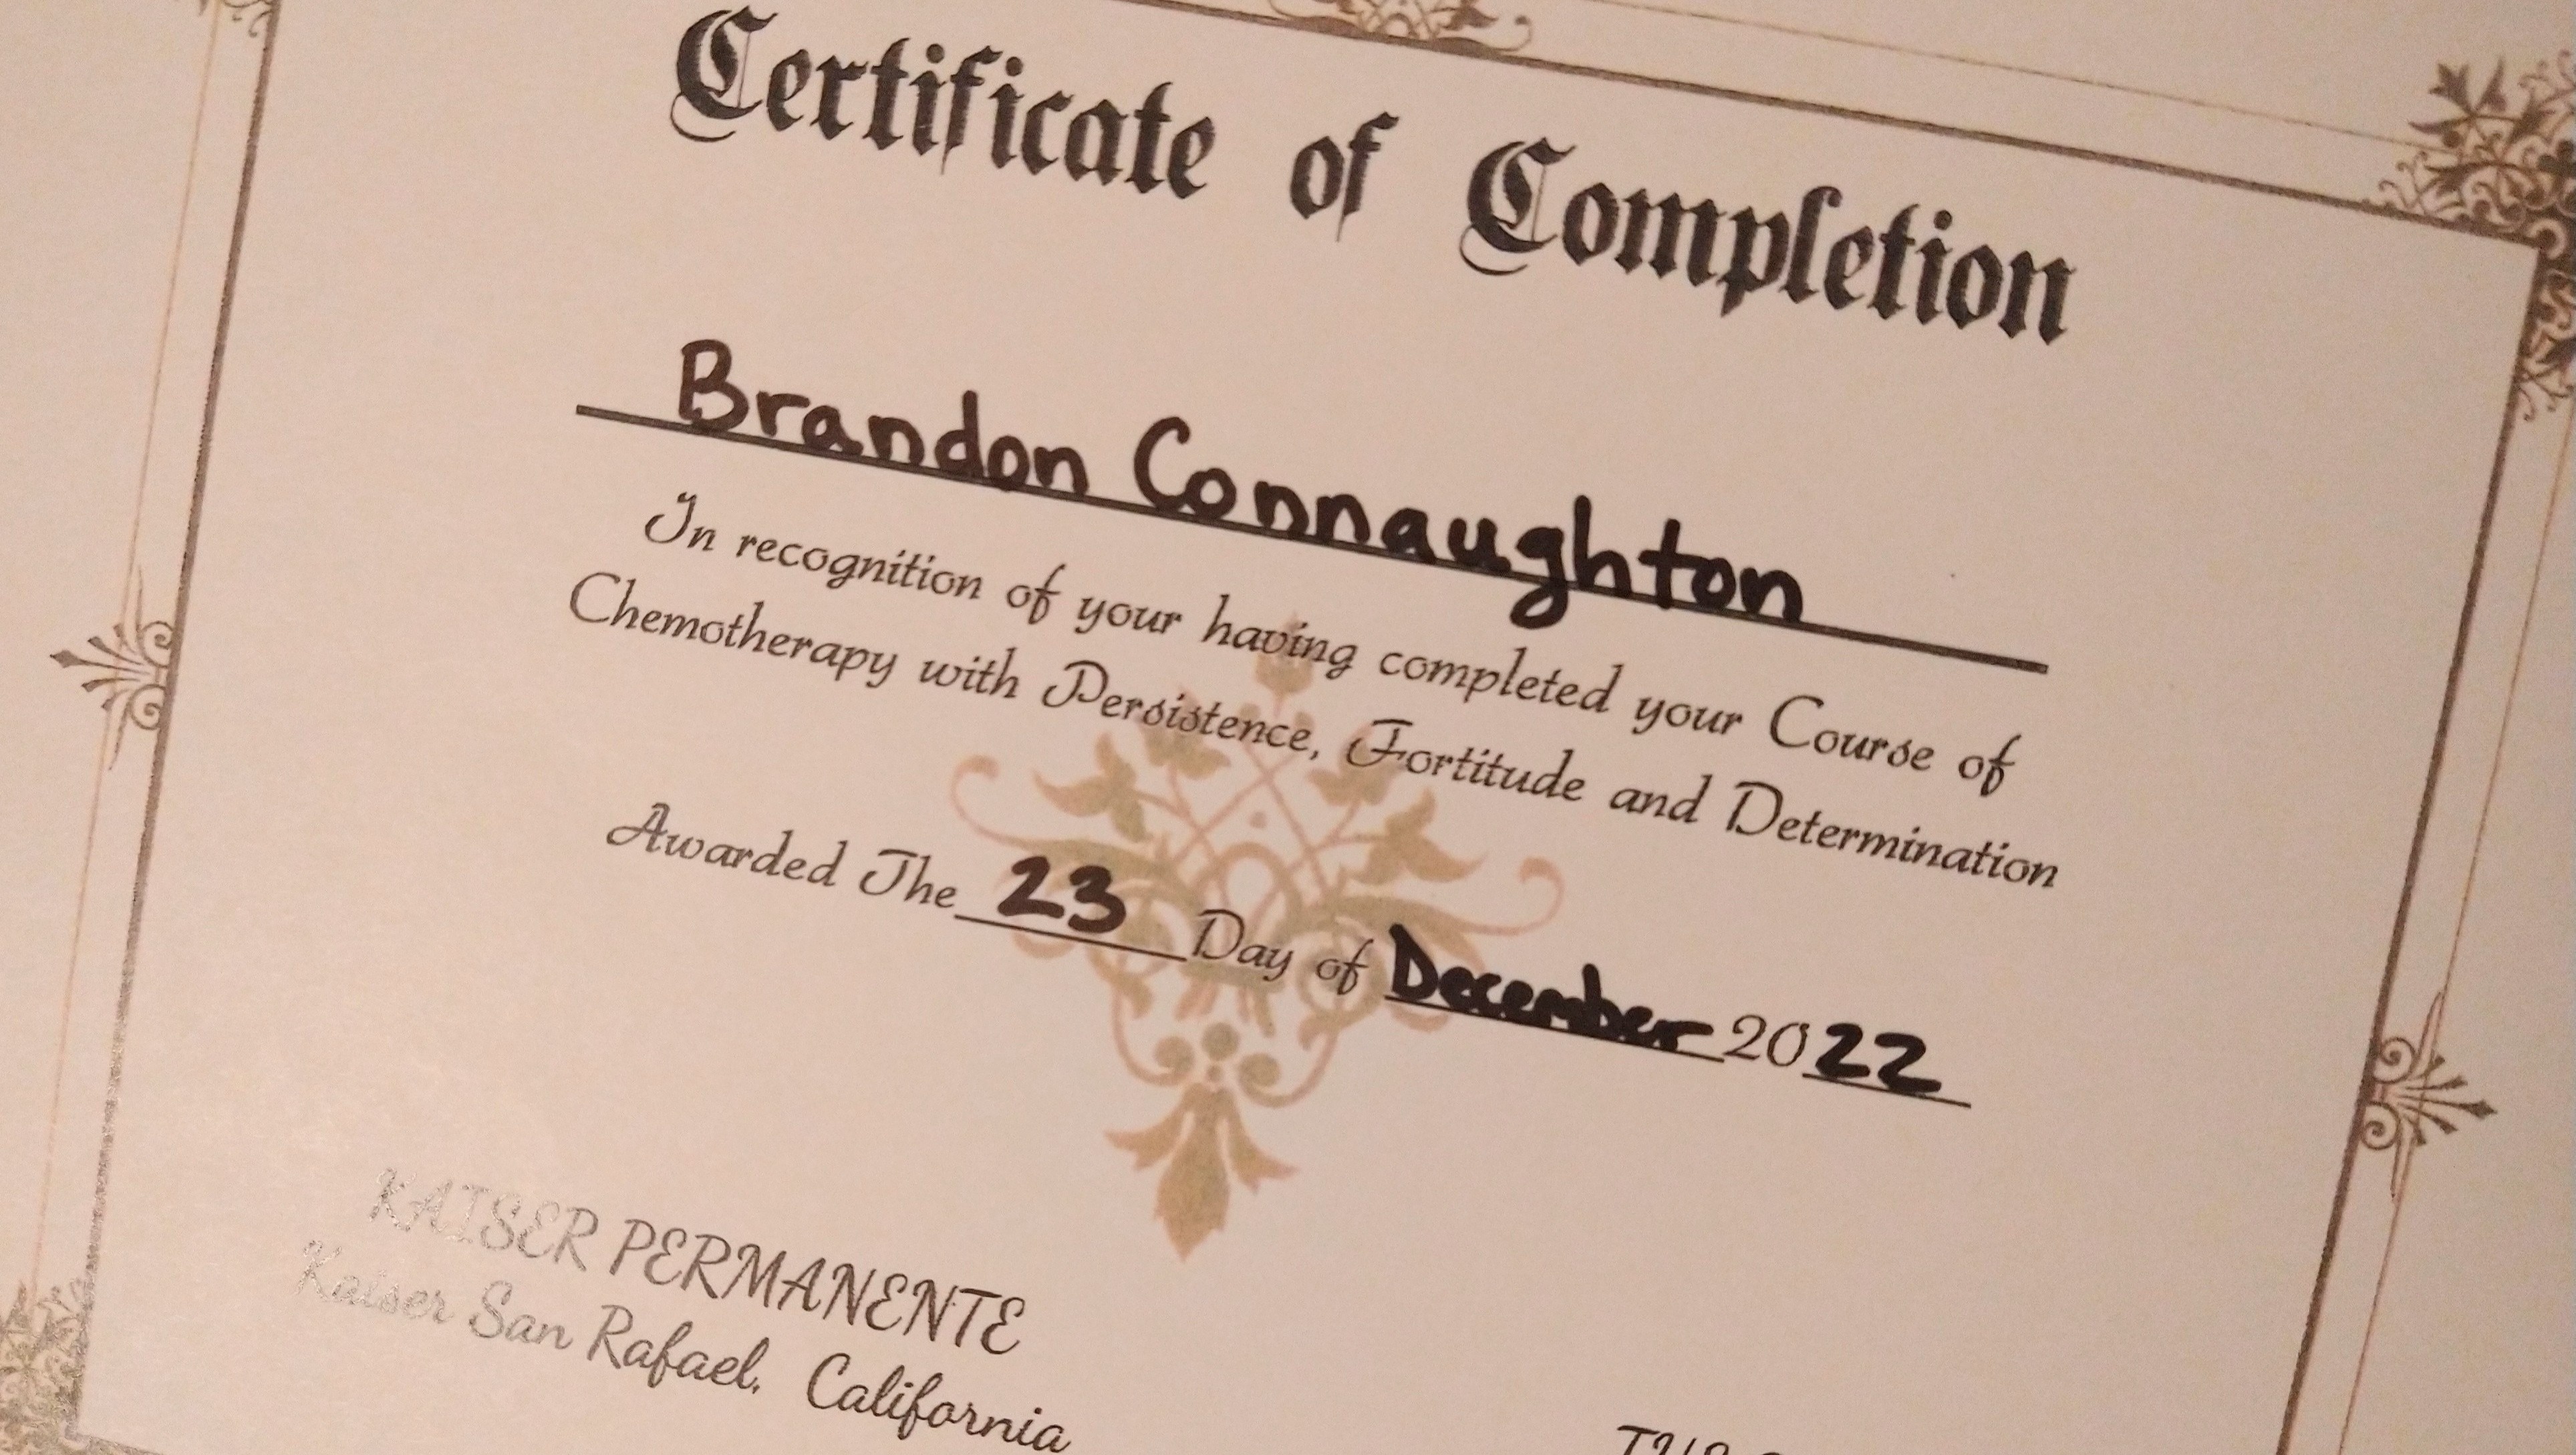 Certificate of Completion
Brandon Connaughton
In recognition of your having completed your Course of
Chemotherapy with Persistence, Fortitude and Determination
Awarded The 23 Day of December 2022
KAISER PERMANENTE
Kaiser San Rafael, California